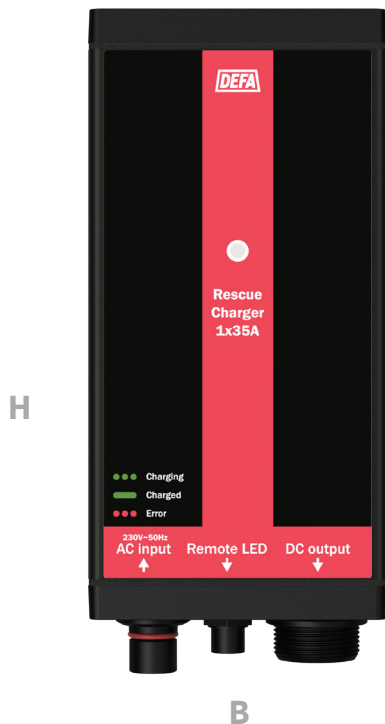 DEFA
Rescue
Charger
1x35A
H
Charging
Charged
Error
230V~50Hz
AC input Remote LED DC output
B